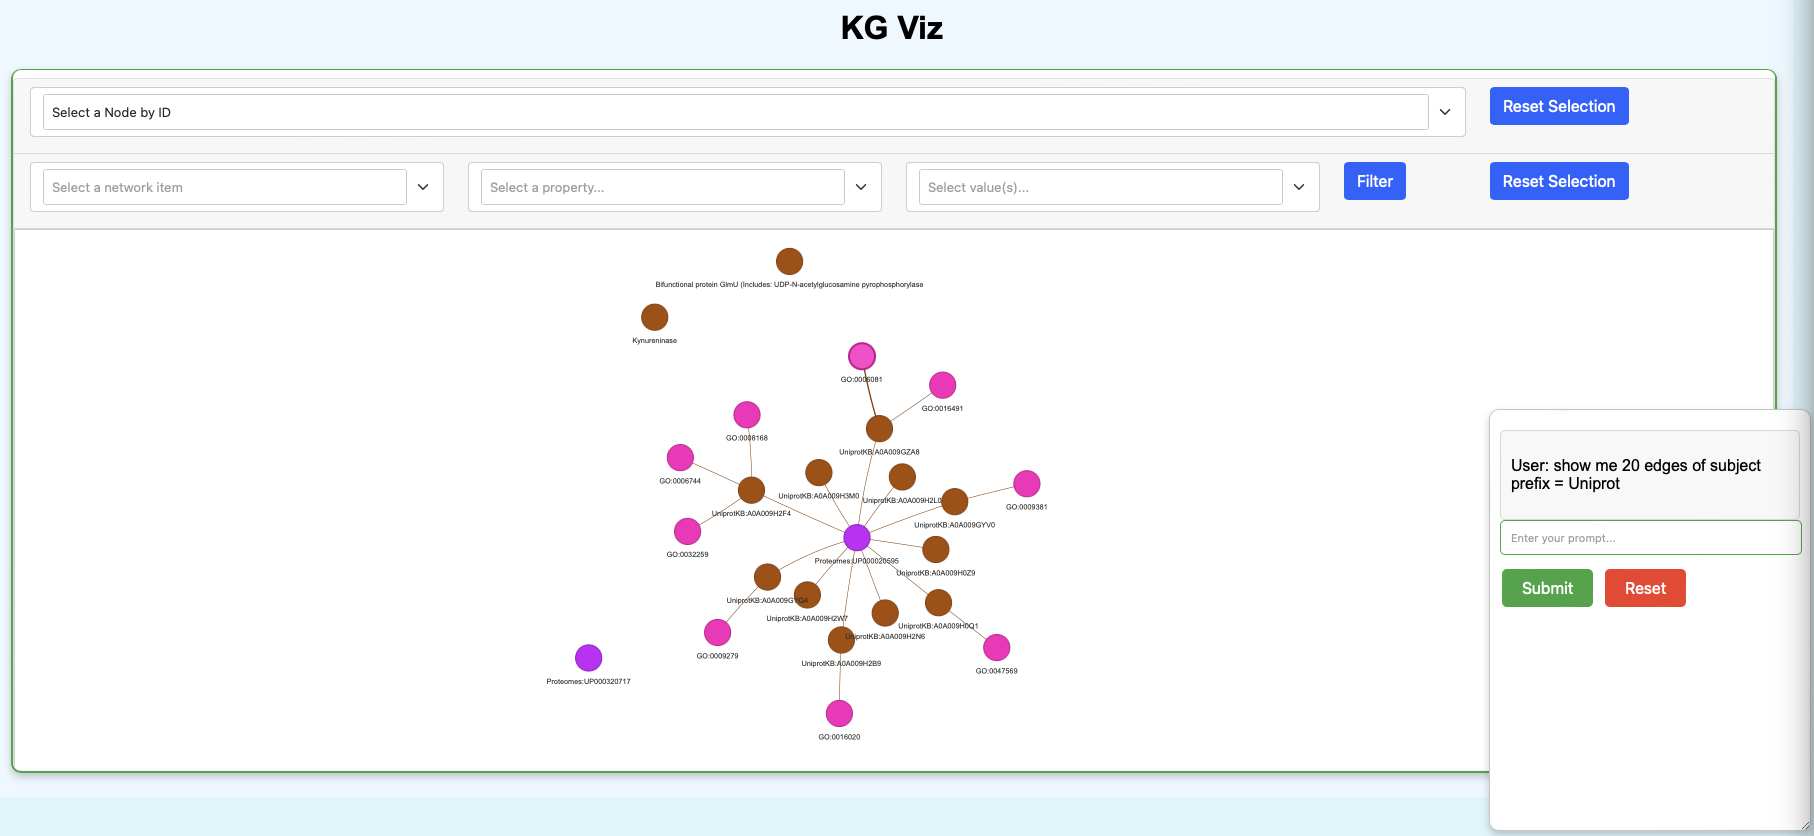 KG Viz
Select a Node by ID
Reset Selection
Select a network item
Select a property...
Select value(s)...
Filter
Reset Selection
Bifunctional protein GlmU (Includes: UDP-N-acetylglucosamine pyrophosphorylase
Kynureninase
GO:0006081
GO:0016491
GO:0008168
UniprotKB:A0A009GZA8
GO:0006744
UniprotKB:A0A009H3M0
UniprotKB:A0A009H2L0
GO:0009381
UniprotKB:A0A009H2F4
UniprotKB:A0A009GYV0
GO:0032259
Proteomes:UP000020595
UniprotKB:A0A009H0Z9
UniprotKB:A0A009GYQ4
UniprotKB:A0A009H2W7
UniprotKB:A0A009H0Q1
UniprotKB:A0A009H2N6
GO:0009279
UniprotKB:A0A009H2B9
GO:0047569
Proteomes:UP000320717
GO:0016020
User: show me 20 edges of subject
prefix = Uniprot
Enter your prompt...
Submit
Reset